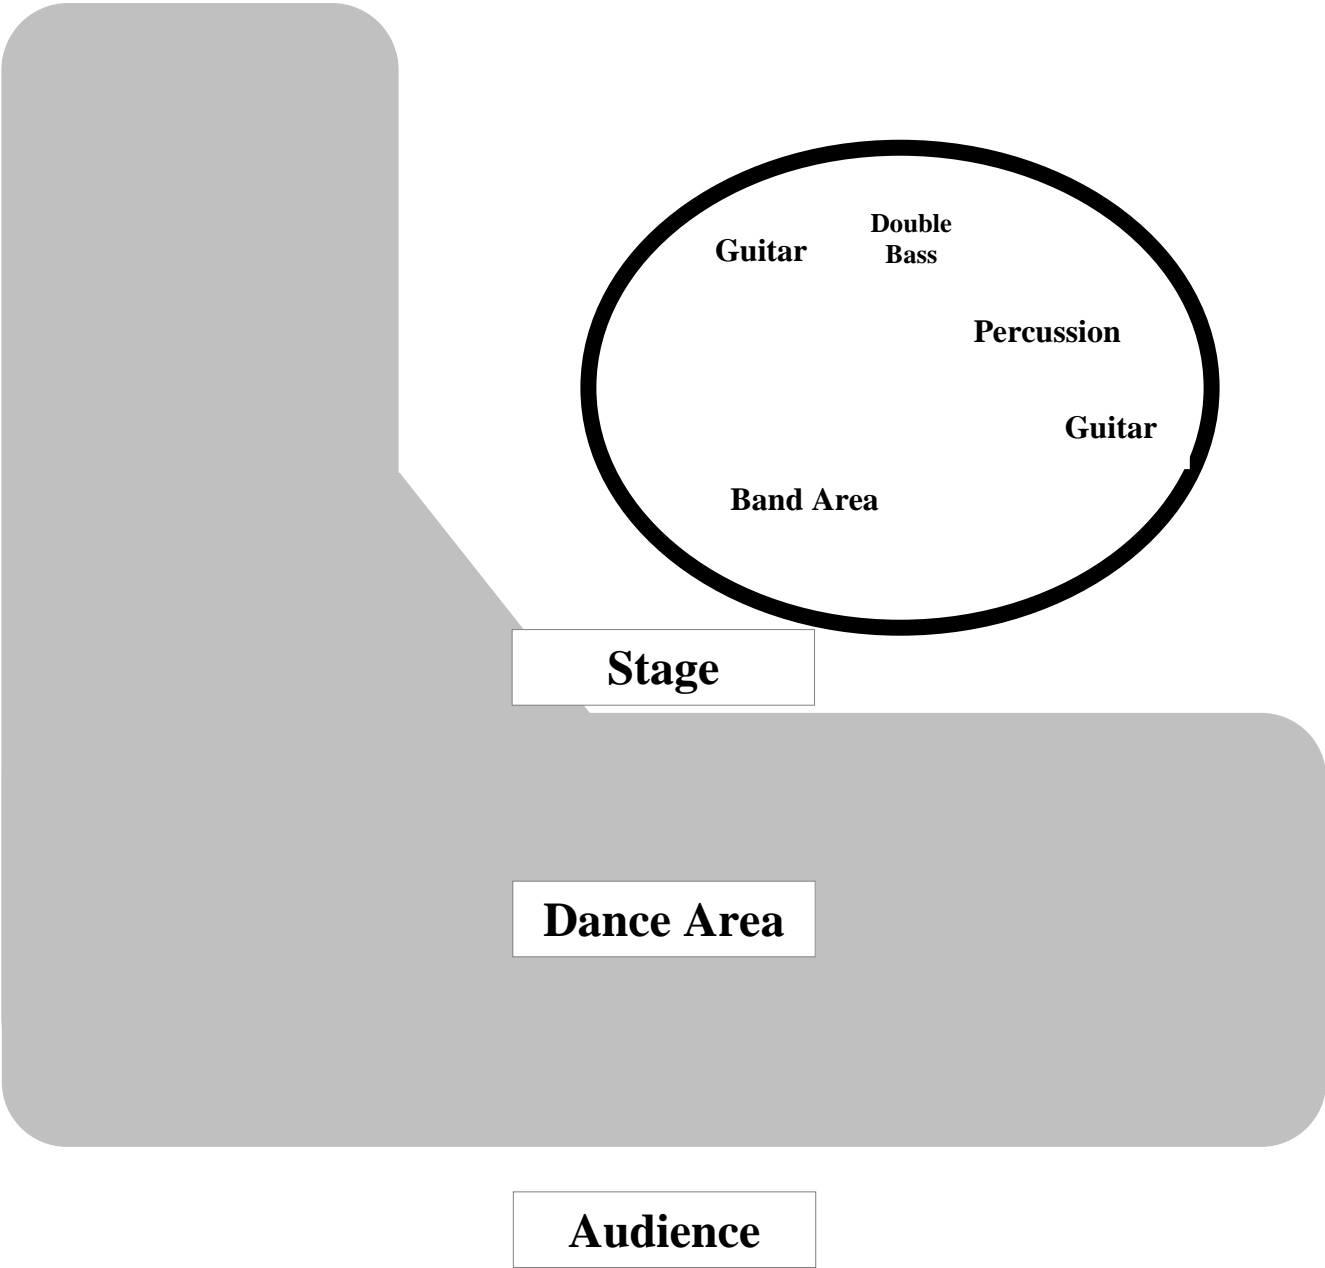 Double
Bass
Guitar
Percussion
Guitar
Band Area
Stage
Dance Area
Audience